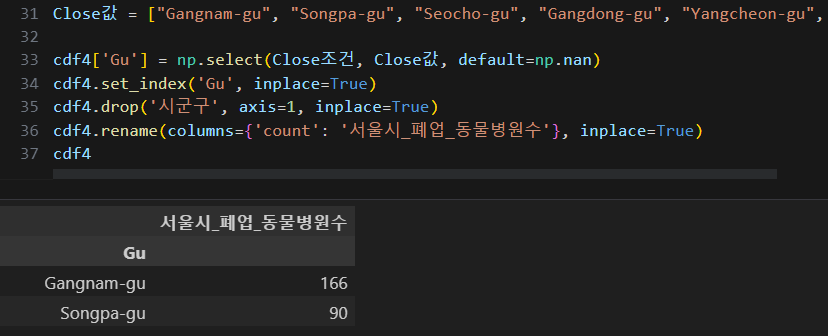 31 Close값 = ["Gangnam-gu", "Songpa-gu", "Seocho-gu", "Gangdong-gu", "Yangcheon-gu",
32
33 cdf4['Gu'] = np.select(Close조건, Close값, default=np.nan)
34 cdf4.set_index('Gu', inplace=True)
35 cdf4.drop('시군구', axis=1, inplace=True)
36 cdf4.rename(columns={'count': '서울시_폐업_동물병원수'}, inplace=True)
37 cdf4
서울시_폐업_동물병원수
Gu
Gangnam-gu 166
Songpa-gu 90